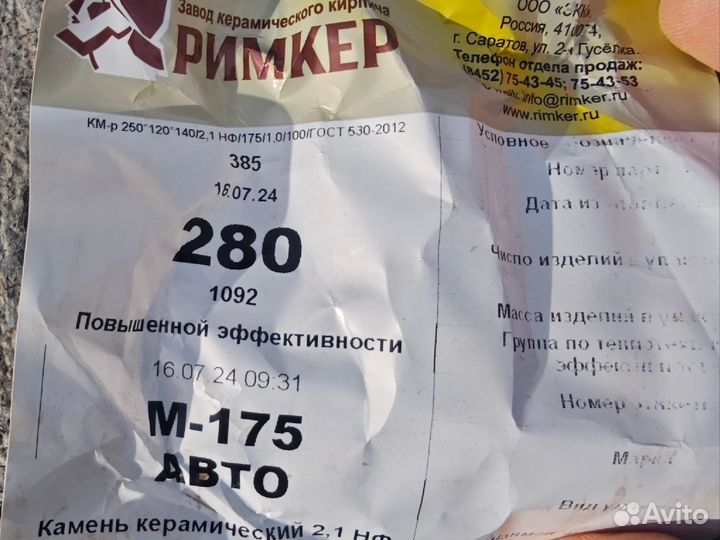 Завод керамического кирпича
РИМКЕР
ООО «ЭКК»
Россия, 410074,
г. Саратов, ул. 2-я Гусёлка.
Телефон отдела продаж:
(8452) 75-43-45; 75-43-53
info@rimker.ru
www.rimker.ru
КМ-р 250*120*140/2,1 НФ/175/1,0/100/ГОСТ 530-2012
Условное
385
Номер
16.07.24
Дата
280
Число изделий в
1092
Масса изделий в
Повышенной эффективности
Группа по
16.07.24 09:31
Номер
М-175
Марка
АВТО
Вид
Камень керамический 2,1 НФ
Avito